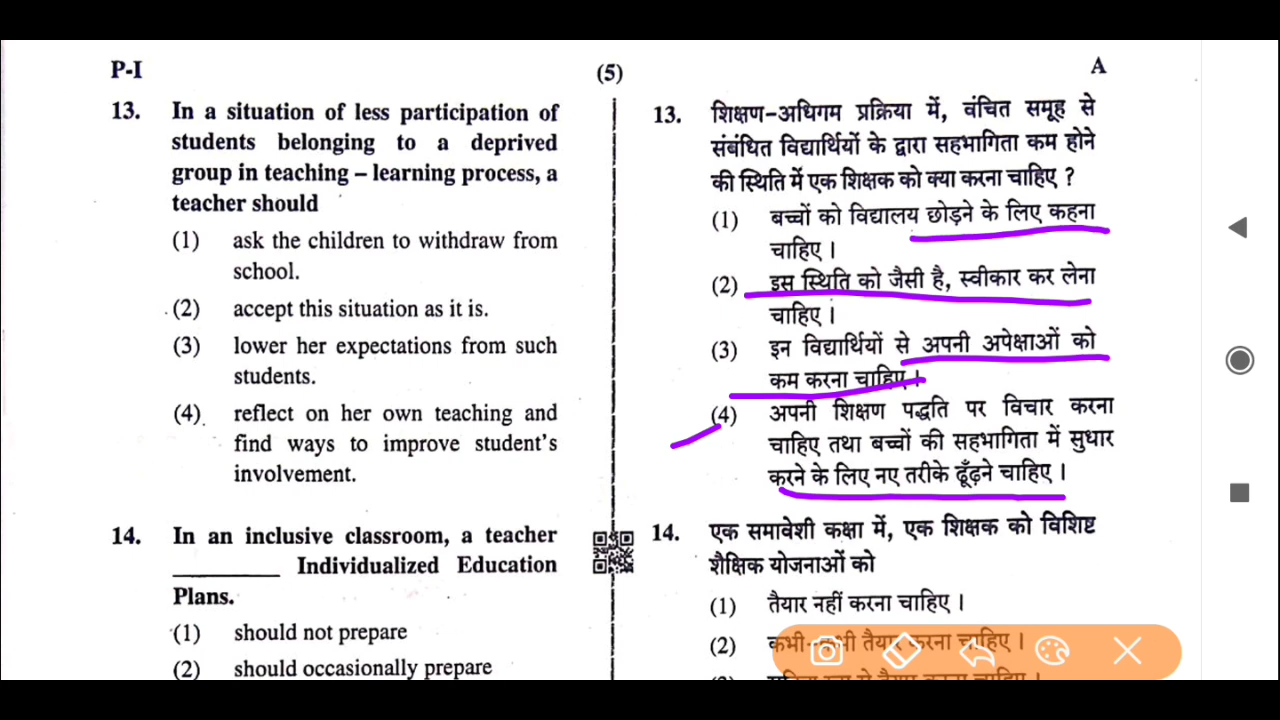 P-I
(5)
A
13. In a situation of less participation of
students belonging to a deprived
group in teaching – learning process, a
teacher should
(1) ask the children to withdraw from
school.
(2) accept this situation as it is.
(3) lower her expectations from such
students.
(4) reflect on her own teaching and
find ways to improve student's
involvement.
14. In an inclusive classroom, a teacher
________ Individualized Education
Plans.
(1) should not prepare
(2) should occasionally prepare
13. शिक्षण-अधिगम प्रक्रिया में, वंचित समूह से
संबंधित विद्यार्थियों के द्वारा सहभागिता कम होने
की स्थिति में एक शिक्षक को क्या करना चाहिए ?
(1) बच्चों को विद्यालय छोड़ने के लिए कहना
चाहिए ।
(2) इस स्थिति को जैसी है, स्वीकार कर लेना
चाहिए ।
(3) इन विद्यार्थियों से अपनी अपेक्षाओं को
कम करना चाहिए ।
(4) अपनी शिक्षण पद्धति पर विचार करना
चाहिए तथा बच्चों की सहभागिता में सुधार
करने के लिए नए तरीके ढूँढ़ने चाहिए ।
14. एक समावेशी कक्षा में, एक शिक्षक को विशिष्ट
शैक्षिक योजनाओं को
(1) तैयार नहीं करना चाहिए ।
(2) कभी-कभी तैयार करना चाहिए ।